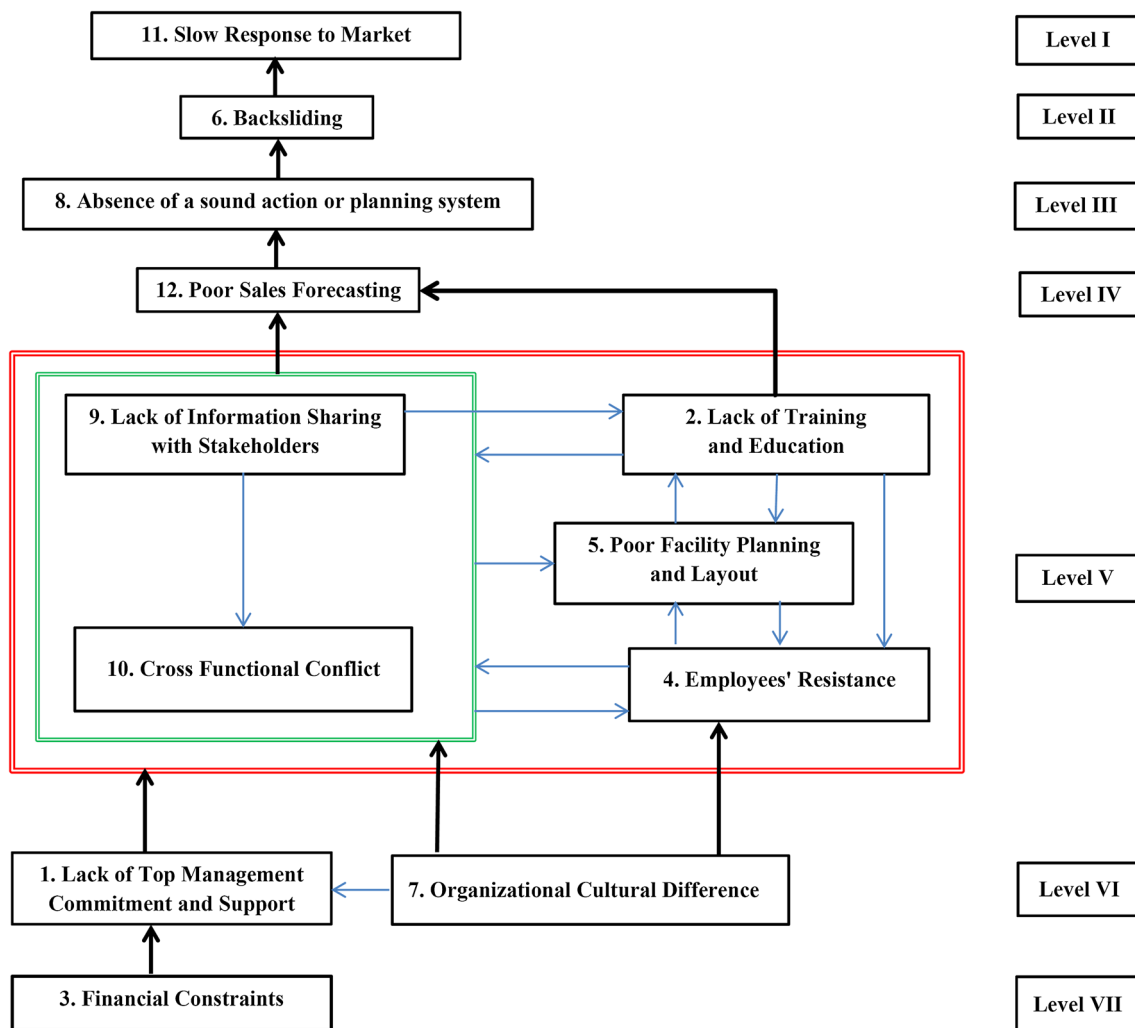 11. Slow Response to Market
Level I
6. Backsliding
Level II
8. Absence of a sound action or planning system
Level III
12. Poor Sales Forecasting
Level IV
9. Lack of Information Sharing
with Stakeholders
2. Lack of Training
and Education
5. Poor Facility Planning
and Layout
Level V
10. Cross Functional Conflict
4. Employees' Resistance
1. Lack of Top Management
Commitment and Support
7. Organizational Cultural Difference
Level VI
3. Financial Constraints
Level VII